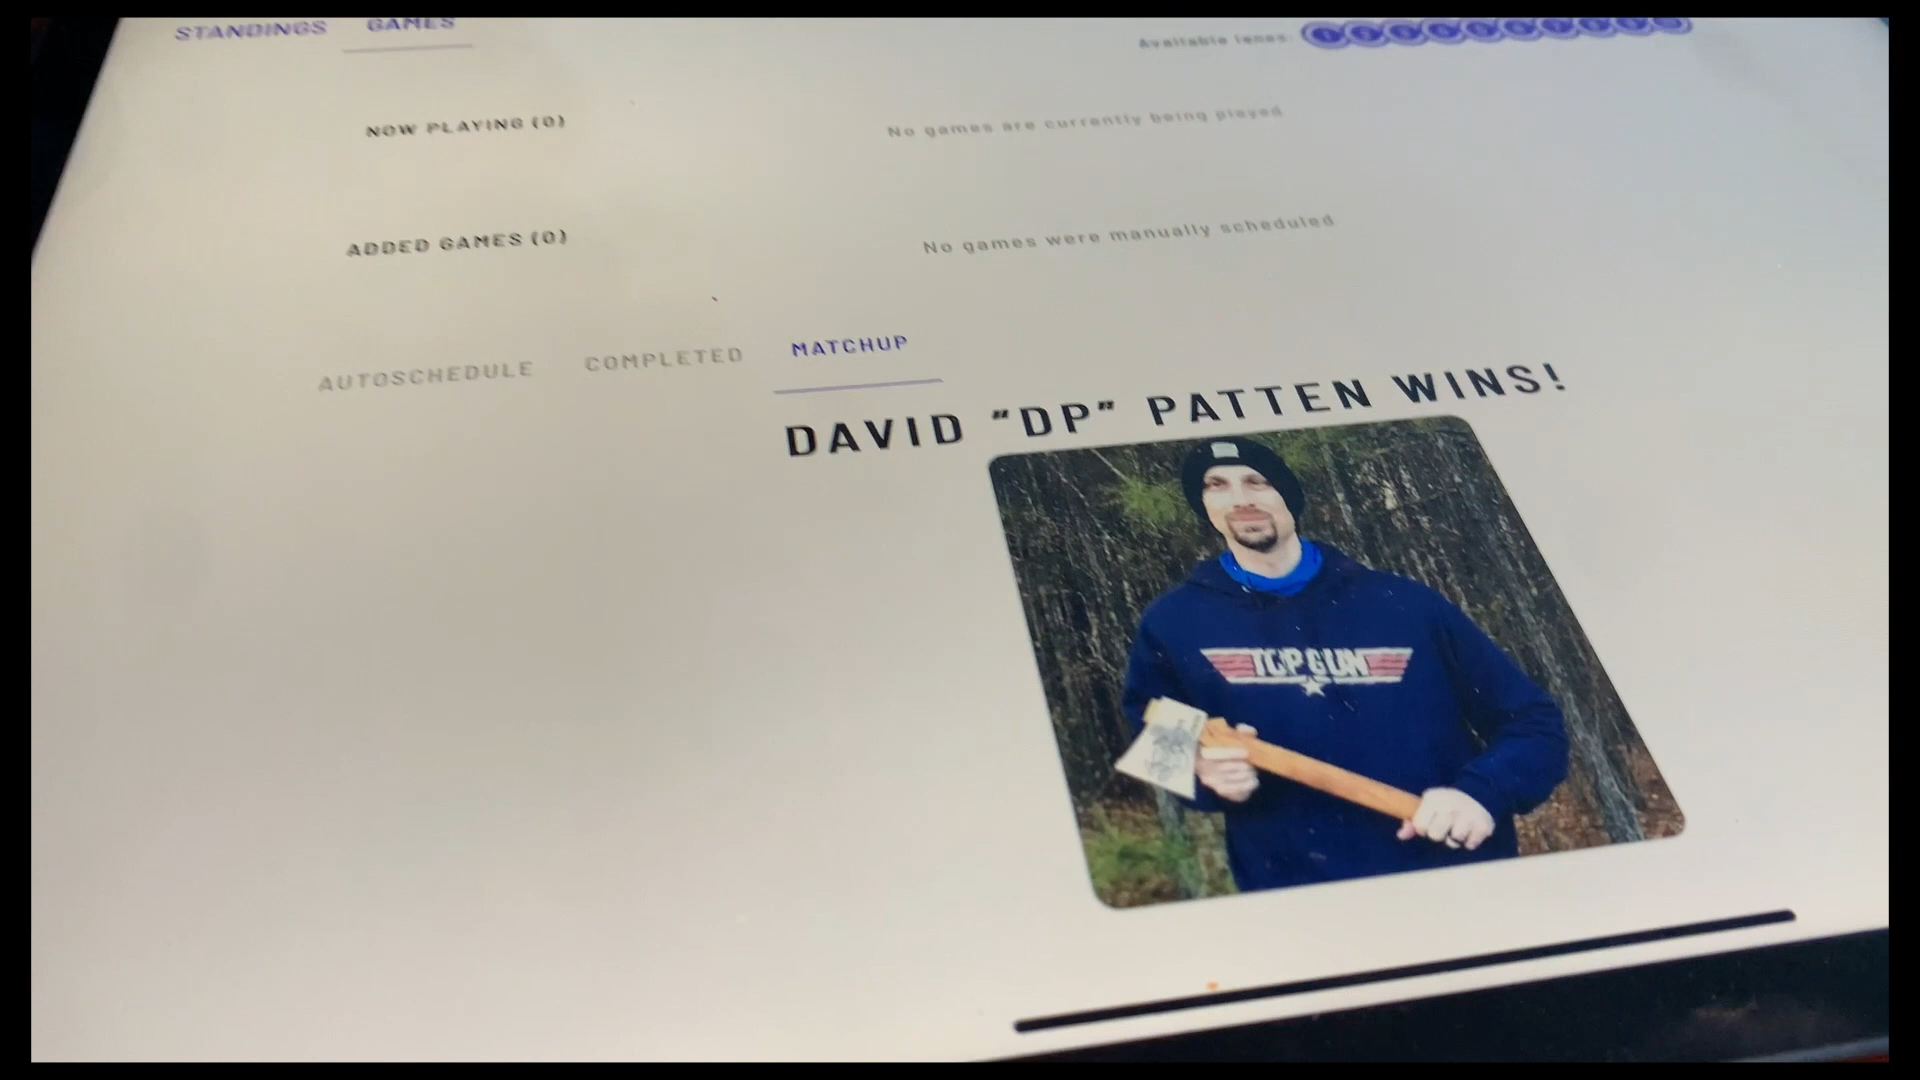 STANDINGS GAMES
Available lanes:
NOW PLAYING (0)
No games are currently being played
ADDED GAMES (0)
No games were manually scheduled
AUTOSCHEDULE COMPLETED MATCHUP
DAVID "DP" PATTEN WINS!
TOP GUN